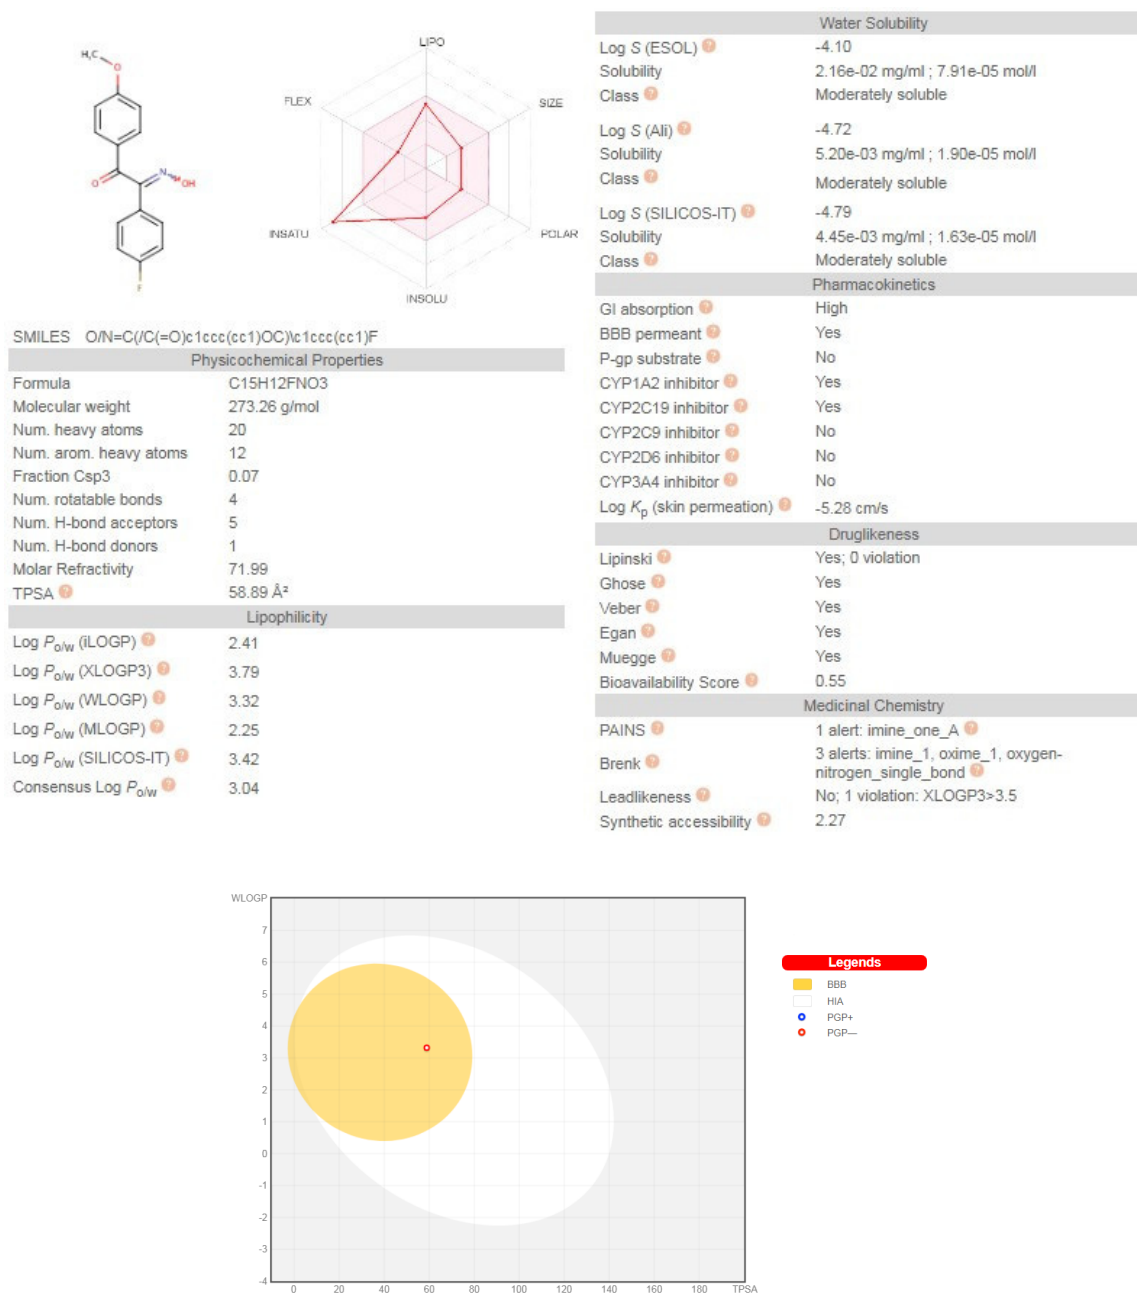 H₃C
O
O
N
OH
F
LIPO
FLEX
SIZE
INSATU
POLAR
INSOLU
SMILES O/N=C(/C(=O)c1ccc(cc1)OC)\c1ccc(cc1)F
Physicochemical Properties
Formula C15H12FNO3
Molecular weight 273.26 g/mol
Num. heavy atoms 20
Num. arom. heavy atoms 12
Fraction Csp3 0.07
Num. rotatable bonds 4
Num. H-bond acceptors 5
Num. H-bond donors 1
Molar Refractivity 71.99
TPSA ? 58.89 Å²
Lipophilicity
Log Po/w (iLOGP) ? 2.41
Log Po/w (XLOGP3) ? 3.79
Log Po/w (WLOGP) ? 3.32
Log Po/w (MLOGP) ? 2.25
Log Po/w (SILICOS-IT) ? 3.42
Consensus Log Po/w ? 3.04
Water Solubility
Log S (ESOL) ? -4.10
Solubility 2.16e-02 mg/ml ; 7.91e-05 mol/l
Class ? Moderately soluble
Log S (Ali) ? -4.72
Solubility 5.20e-03 mg/ml ; 1.90e-05 mol/l
Class ? Moderately soluble
Log S (SILICOS-IT) ? -4.79
Solubility 4.45e-03 mg/ml ; 1.63e-05 mol/l
Class ? Moderately soluble
Pharmacokinetics
GI absorption ? High
BBB permeant ? Yes
P-gp substrate ? No
CYP1A2 inhibitor ? Yes
CYP2C19 inhibitor ? Yes
CYP2C9 inhibitor ? No
CYP2D6 inhibitor ? No
CYP3A4 inhibitor ? No
Log Kp (skin permeation) ? -5.28 cm/s
Druglikeness
Lipinski ? Yes; 0 violation
Ghose ? Yes
Veber ? Yes
Egan ? Yes
Muegge ? Yes
Bioavailability Score ? 0.55
Medicinal Chemistry
PAINS ? 1 alert: imine_one_A ?
Brenk ? 3 alerts: imine_1, oxime_1, oxygen-
nitrogen_single_bond ?
Leadlikeness ? No; 1 violation: XLOGP3>3.5
Synthetic accessibility ? 2.27
WLOGP
7
6
5
4
3
2
1
0
-1
-2
-3
-4
0 20 40 60 80 100 120 140 160 180 TPSA
Legends
BBB
HIA
PGP+
PGP—